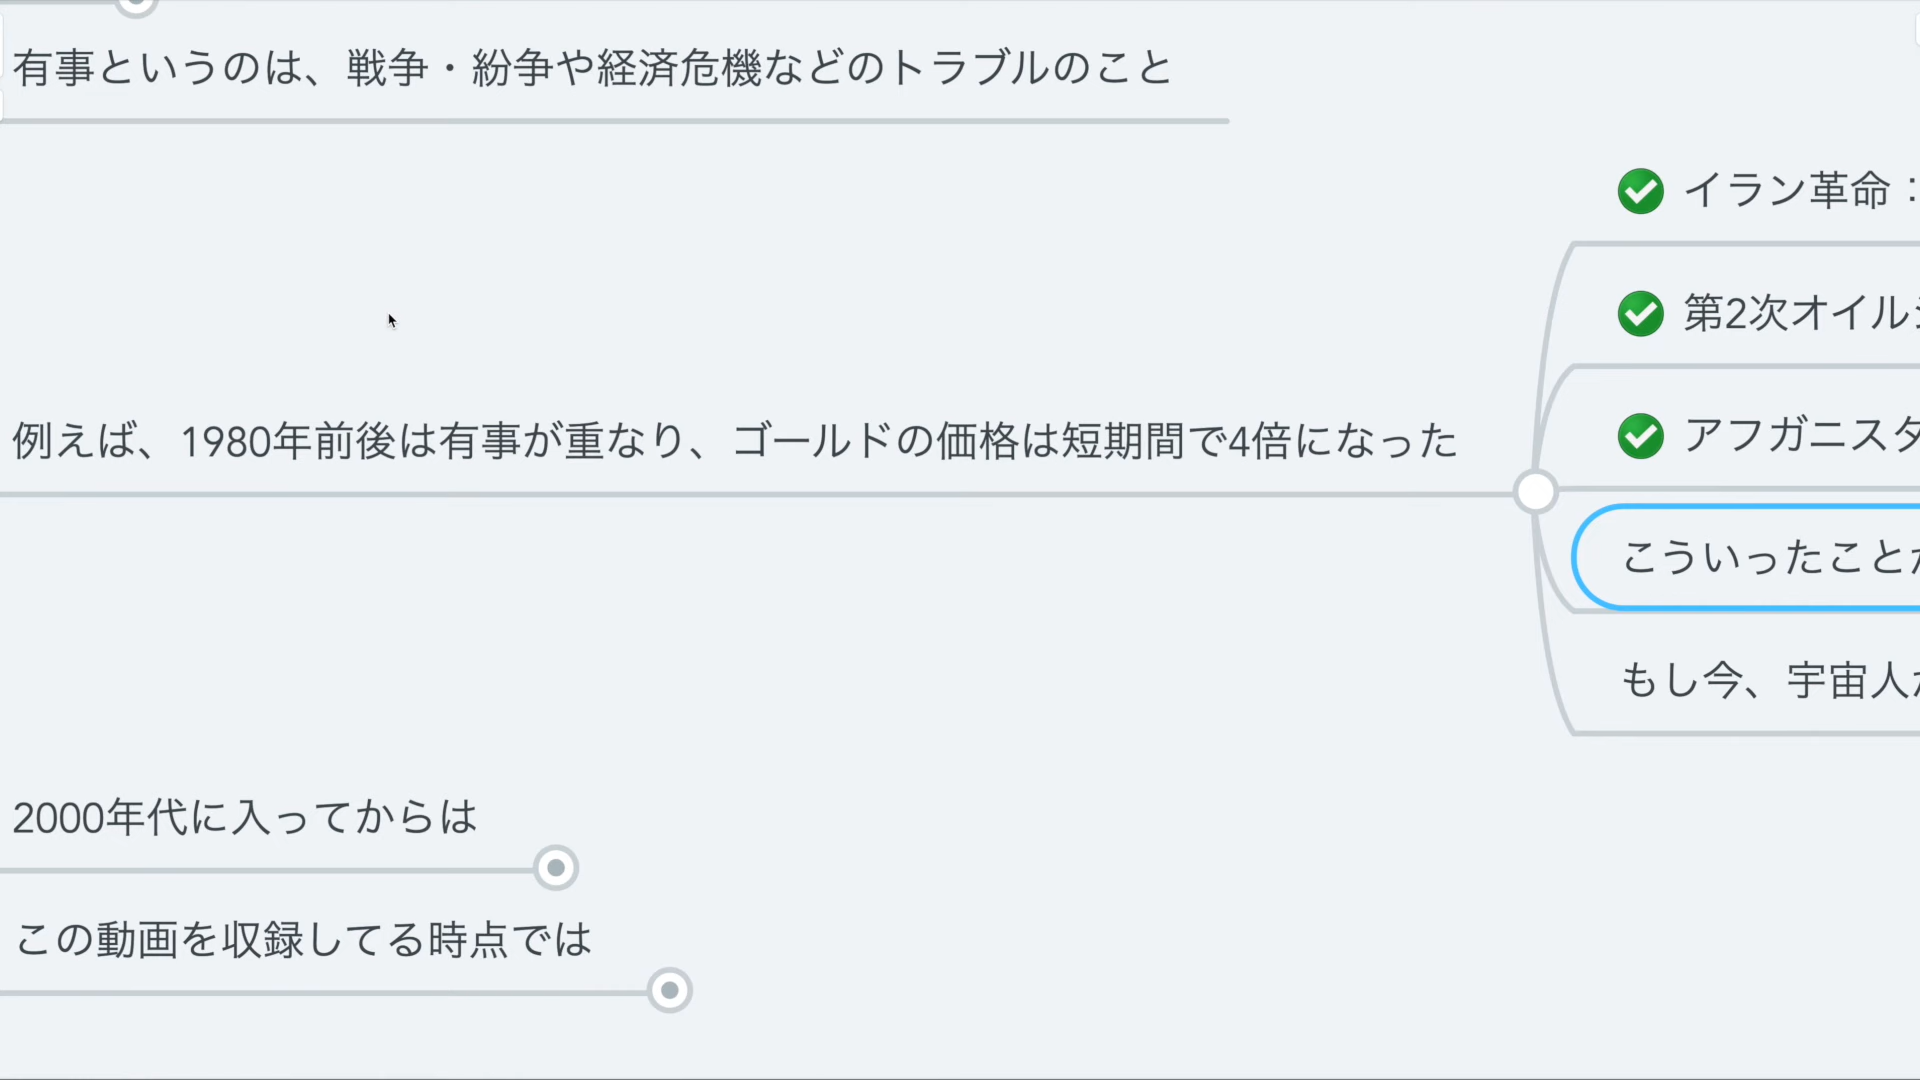 有事というのは、戦争・紛争や経済危機などのトラブルのこと
例えば、1980年前後は有事が重なり、ゴールドの価格は短期間で4倍になった
イラン革命：
第2次オイル
アフガニスタ
こういったことが
もし今、宇宙人が
2000年代に入ってからは
この動画を収録してる時点では